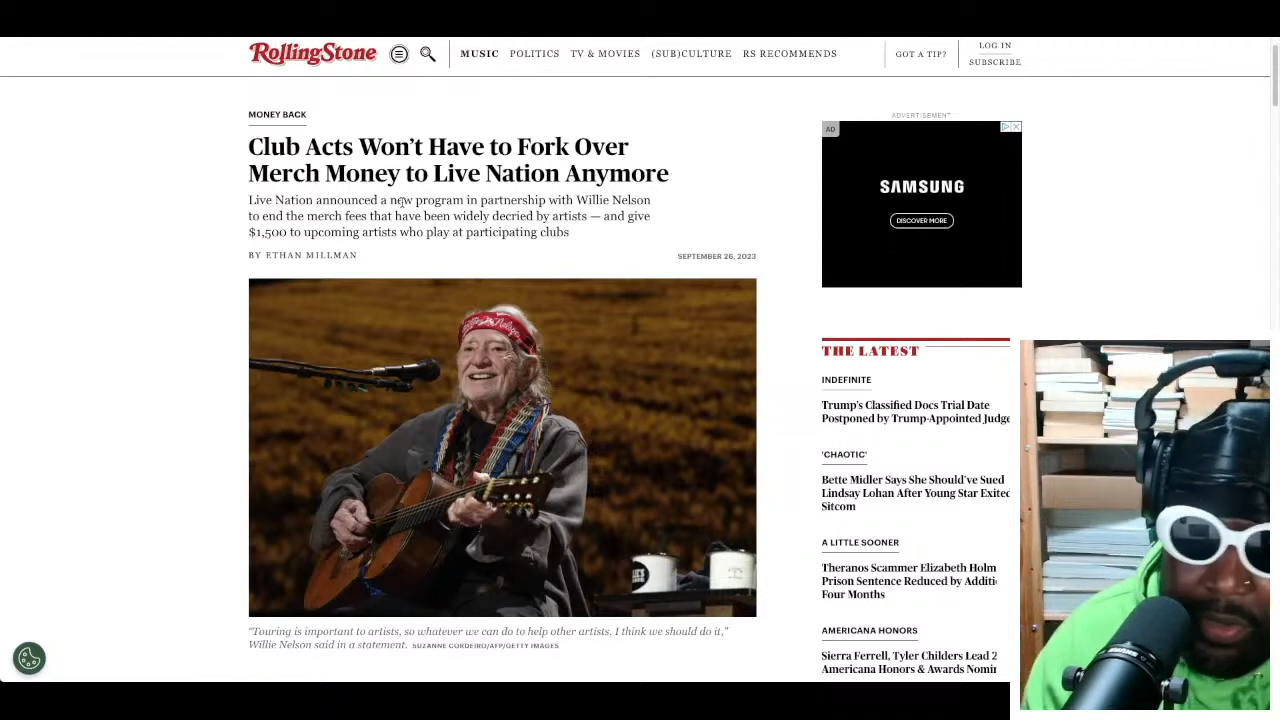 RollingStone
MUSIC POLITICS TV & MOVIES (SUB)CULTURE RS RECOMMENDS
GOT A TIP?
LOG IN
SUBSCRIBE
MONEY BACK
Club Acts Won't Have to Fork Over
Merch Money to Live Nation Anymore
Live Nation announced a new program in partnership with Willie Nelson
to end the merch fees that have been widely decried by artists — and give
$1,500 to upcoming artists who play at participating clubs
BY ETHAN MILLMAN
SEPTEMBER 26, 2023
"Touring is important to artists, so whatever we can do to help other artists, I think we should do it,"
Willie Nelson said in a statement. SUZANNE CORDEIRO/AFP/GETTY IMAGES
ADVERTISEMENT
AD
SAMSUNG
DISCOVER MORE
THE LATEST
INDEFINITE
Trump's Classified Docs Trial Date
Postponed by Trump-Appointed Judge
'CHAOTIC'
Bette Midler Says She Should've Sued
Lindsay Lohan After Young Star Exited
Sitcom
A LITTLE SOONER
Theranos Scammer Elizabeth Holm
Prison Sentence Reduced by Additi
Four Months
AMERICANA HONORS
Sierra Ferrell, Tyler Childers Lead 2
Americana Honors & Awards Nomin